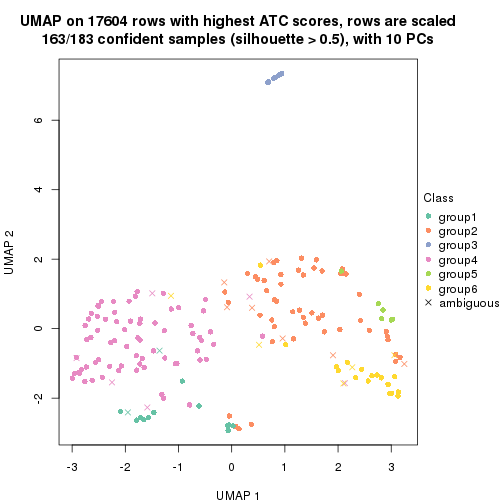 UMAP on 17604 rows with highest ATC scores, rows are scaled
163/183 confident samples (silhouette > 0.5), with 10 PCs
UMAP 2
6
4
2
0
-2
-3 -2 -1 0 1 2 3
UMAP 1
Class
group1
group2
group3
group4
group5
group6
ambiguous